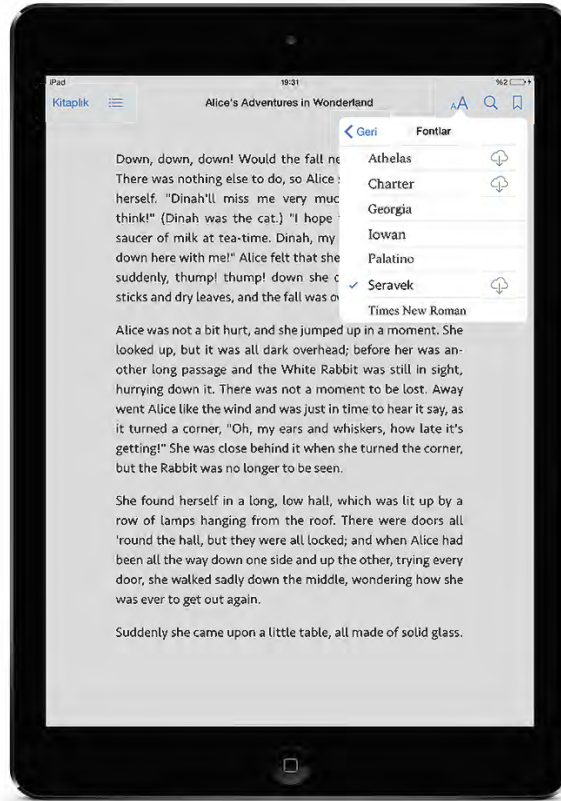 iPad 19:31 %2
Kitaplık Alice's Adventures in Wonderland AA
Geri Fontlar
Athelas
Charter
Georgia
Iowan
Palatino
Seravek
Times New Roman
Down, down, down! Would the fall ne
There was nothing else to do, so Alice
herself. "Dinah'll miss me very muc
think!" (Dinah was the cat.) "I hope
saucer of milk at tea-time. Dinah, my
down here with me!" Alice felt that she
suddenly, thump! thump! down she
sticks and dry leaves, and the fall was
Alice was not a bit hurt, and she jumped up in a moment. She
looked up, but it was all dark overhead; before her was an-
other long passage and the White Rabbit was still in sight,
hurrying down it. There was not a moment to be lost. Away
went Alice like the wind and was just in time to hear it say, as
it turned a corner, "Oh, my ears and whiskers, how late it's
getting!" She was close behind it when she turned the corner,
but the Rabbit was no longer to be seen.
She found herself in a long, low hall, which was lit up by a
row of lamps hanging from the roof. There were doors all
'round the hall, but they were all locked; and when Alice had
been all the way down one side and up the other, trying every
door, she walked sadly down the middle, wondering how she
was ever to get out again.
Suddenly she came upon a little table, all made of solid glass.